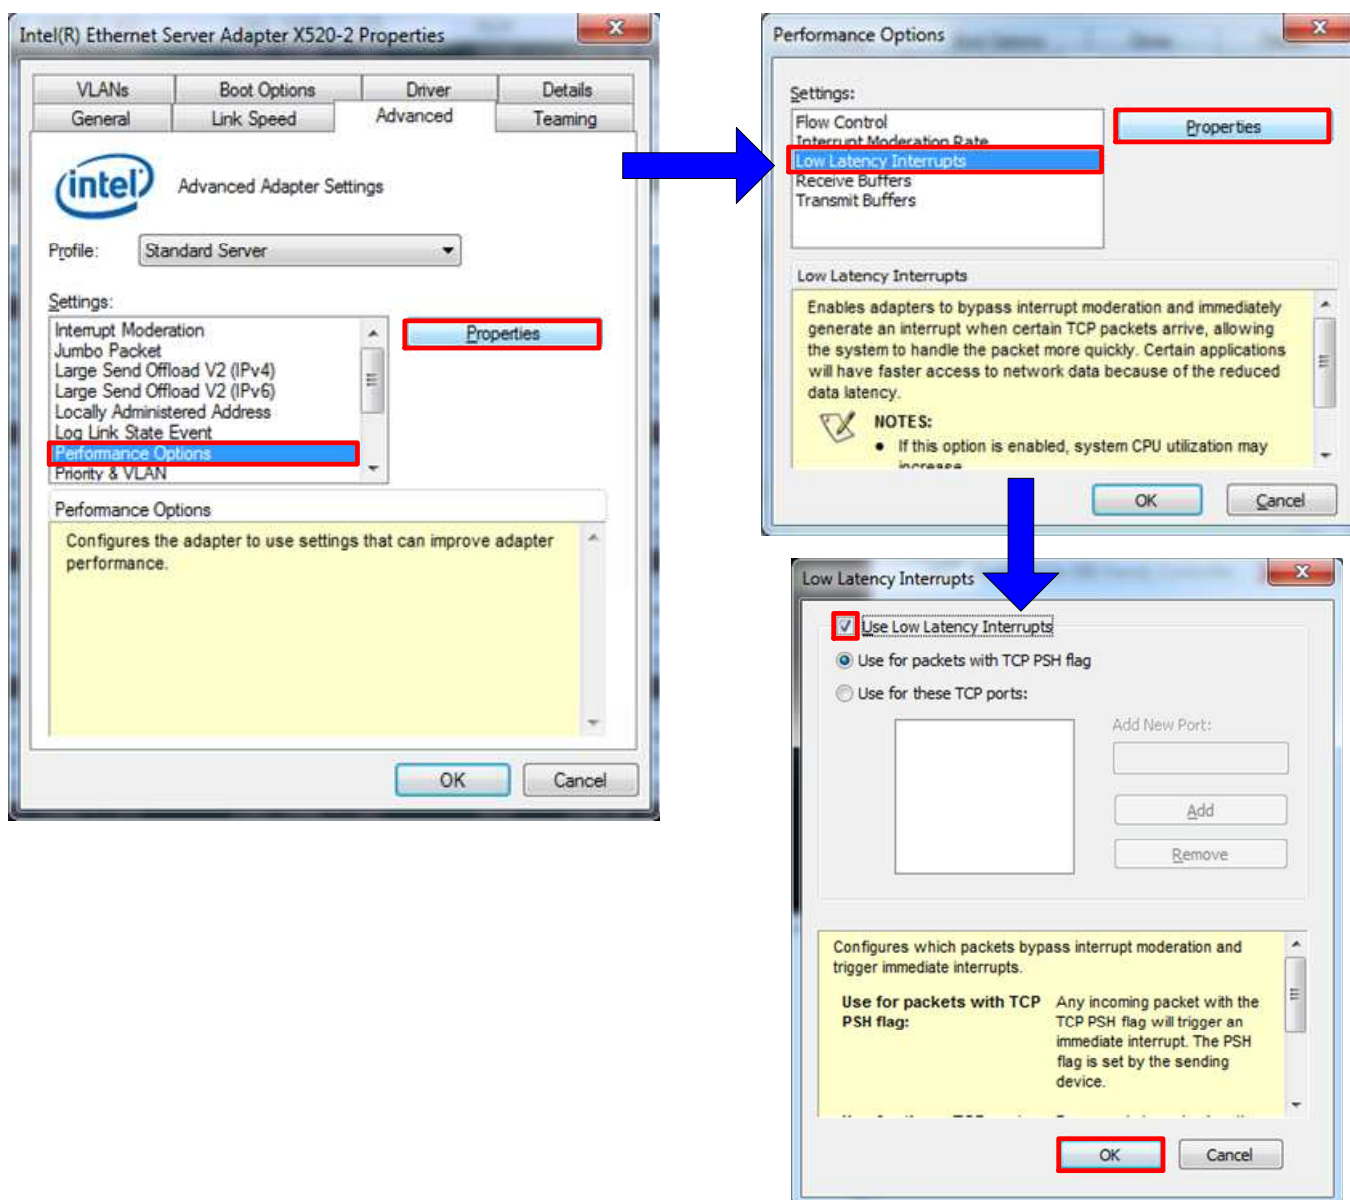 Intel(R) Ethernet Server Adapter X520-2 Properties
VLANs Boot Options Driver Details
General Link Speed Advanced Teaming
intel Advanced Adapter Settings
Profile: Standard Server
Settings:
Interrupt Moderation
Jumbo Packet
Large Send Offload V2 (IPv4)
Large Send Offload V2 (IPv6)
Locally Administered Address
Log Link State Event
Performance Options
Priority & VLAN
Properties
Performance Options
Configures the adapter to use settings that can improve adapter
performance.
OK Cancel
Performance Options
Settings:
Flow Control
Interrupt Moderation Rate
Low Latency Interrupts
Receive Buffers
Transmit Buffers
Properties
Low Latency Interrupts
Enables adapters to bypass interrupt moderation and immediately
generate an interrupt when certain TCP packets arrive, allowing
the system to handle the packet more quickly. Certain applications
will have faster access to network data because of the reduced
data latency.
NOTES:
• If this option is enabled, system CPU utilization may
increase
OK Cancel
Low Latency Interrupts
Use Low Latency Interrupts
Use for packets with TCP PSH flag
Use for these TCP ports:
Add New Port:
Add
Remove
Configures which packets bypass interrupt moderation and
trigger immediate interrupts.
Use for packets with TCP Any incoming packet with the
PSH flag: TCP PSH flag will trigger an
immediate interrupt. The PSH
flag is set by the sending
device.
OK Cancel